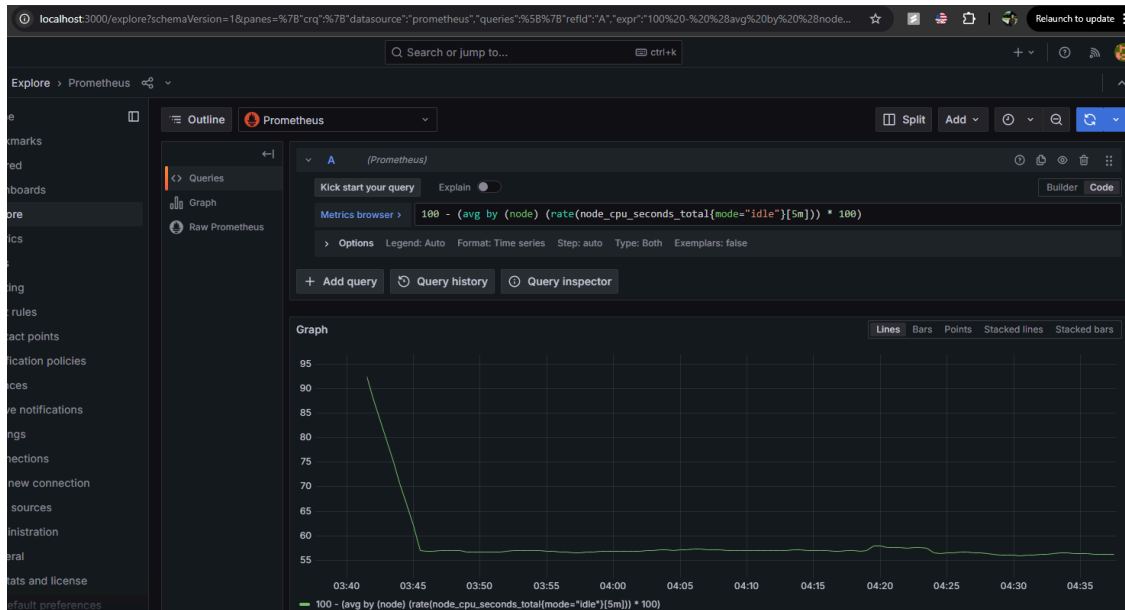 localhost:3000/explore?schemaVersion=1&panes=%7B"crq":%7B"datasource":"prometheus","queries":%5B%7B"refId":"A","expr":"100%20-%20%28avg%20by%20%28node...
Relaunch to update
Search or jump to...
ctrl+k
Explore › Prometheus
kmarks
red
hboards
ore
rics
ing
rules
tact points
ification policies
nces
ve notifications
ngs
nections
new connection
sources
inistration
eral
tats and license
efault preferences
Outline
Prometheus
Split
Add
Queries
Graph
Raw Prometheus
A
(Prometheus)
Kick start your query
Explain
Builder
Code
Metrics browser ›
100 - (avg by (node) (rate(node_cpu_seconds_total{mode="idle"}[5m])) * 100)
› Options Legend: Auto Format: Time series Step: auto Type: Both Exemplars: false
+ Add query
Query history
Query inspector
Graph
Lines Bars Points Stacked lines Stacked bars
95
90
85
80
75
70
65
60
55
03:40 03:45 03:50 03:55 04:00 04:05 04:10 04:15 04:20 04:25 04:30 04:35
100 - (avg by (node) (rate(node_cpu_seconds_total{mode="idle"}[5m])) * 100)